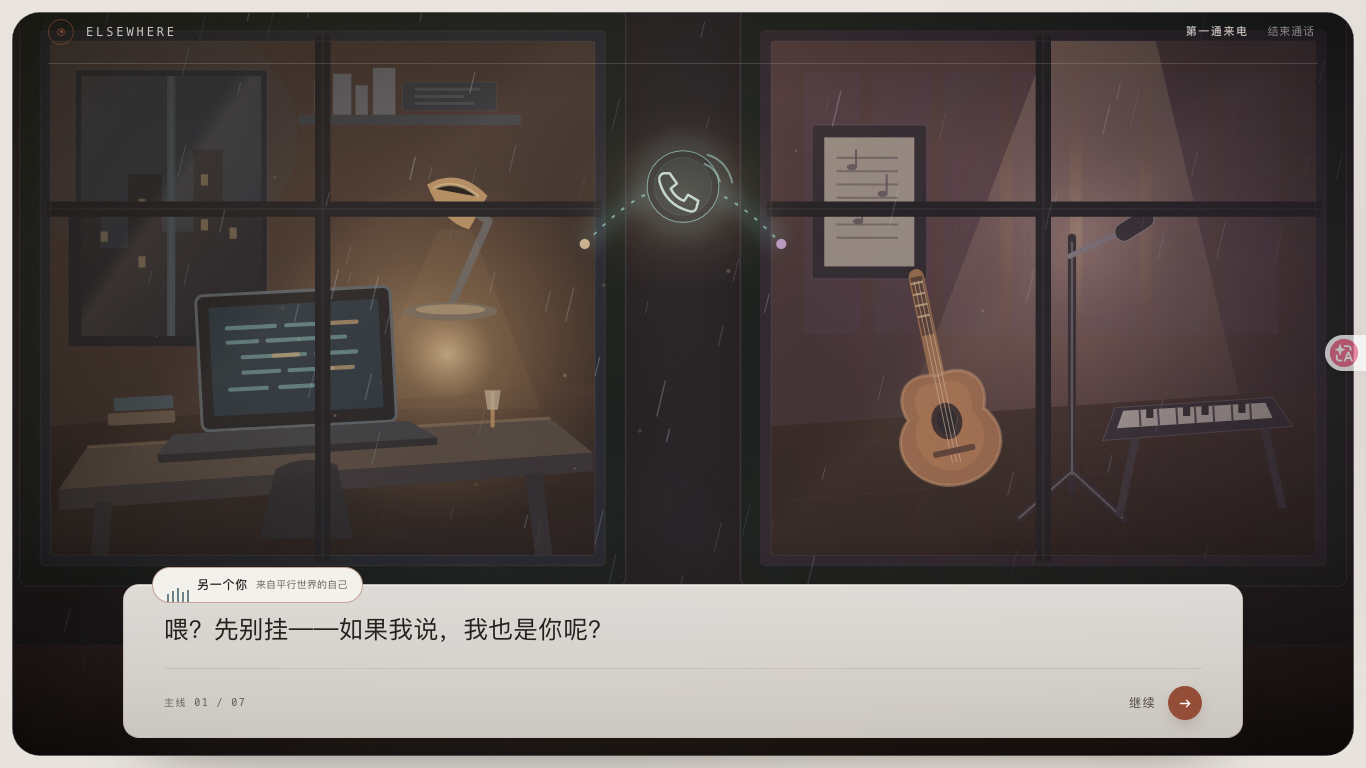 ELSEWHERE
第一通来电
结束通话
另一个你
来自平行世界的自己
喂？先别挂——如果我说，我也是你呢？
主线 01 / 07
继续